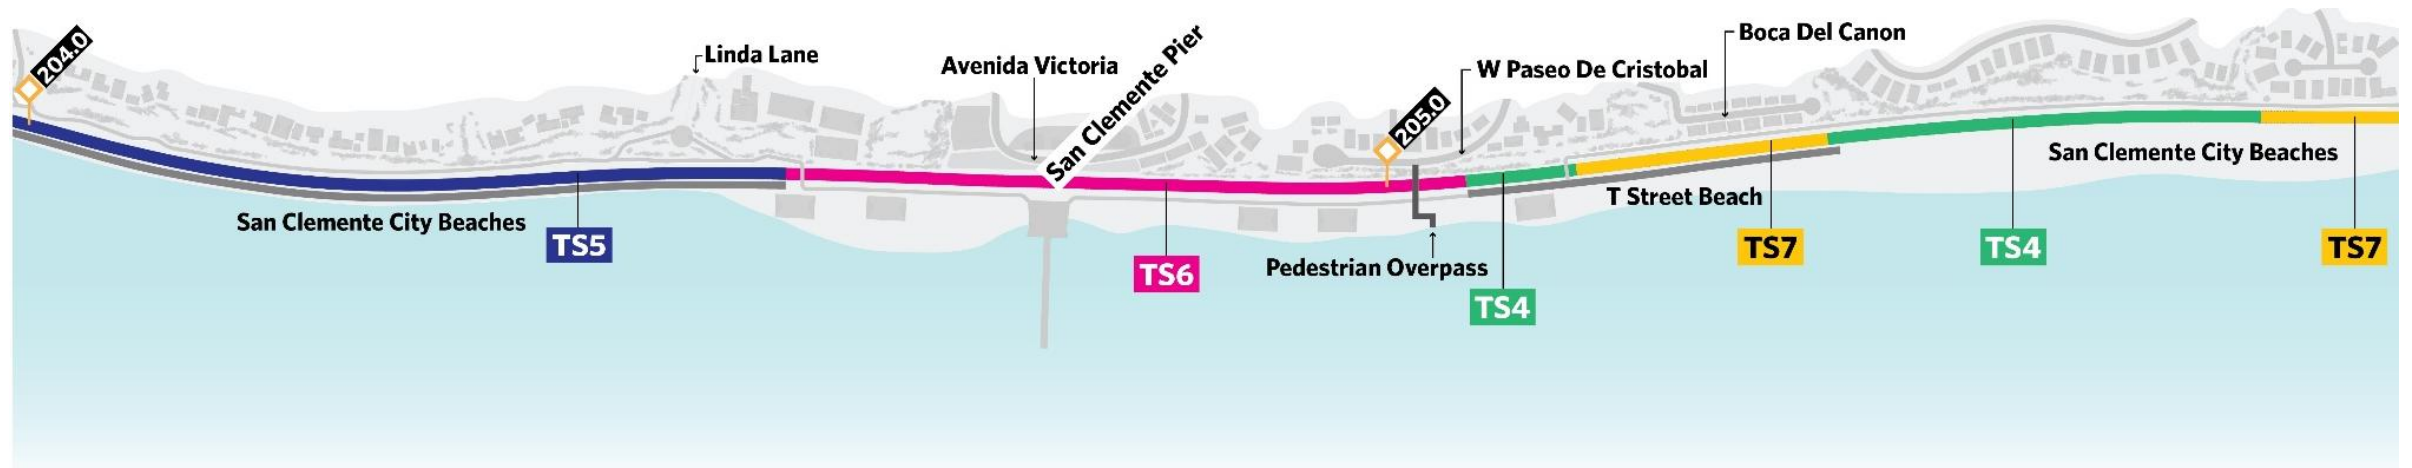 204.0
Linda Lane
Avenida Victoria
San Clemente Pier
205.0
W Paseo De Cristobal
Boca Del Canon
San Clemente City Beaches
T Street Beach
San Clemente City Beaches
TS5
TS6
Pedestrian Overpass
TS4
TS7
TS4
TS7